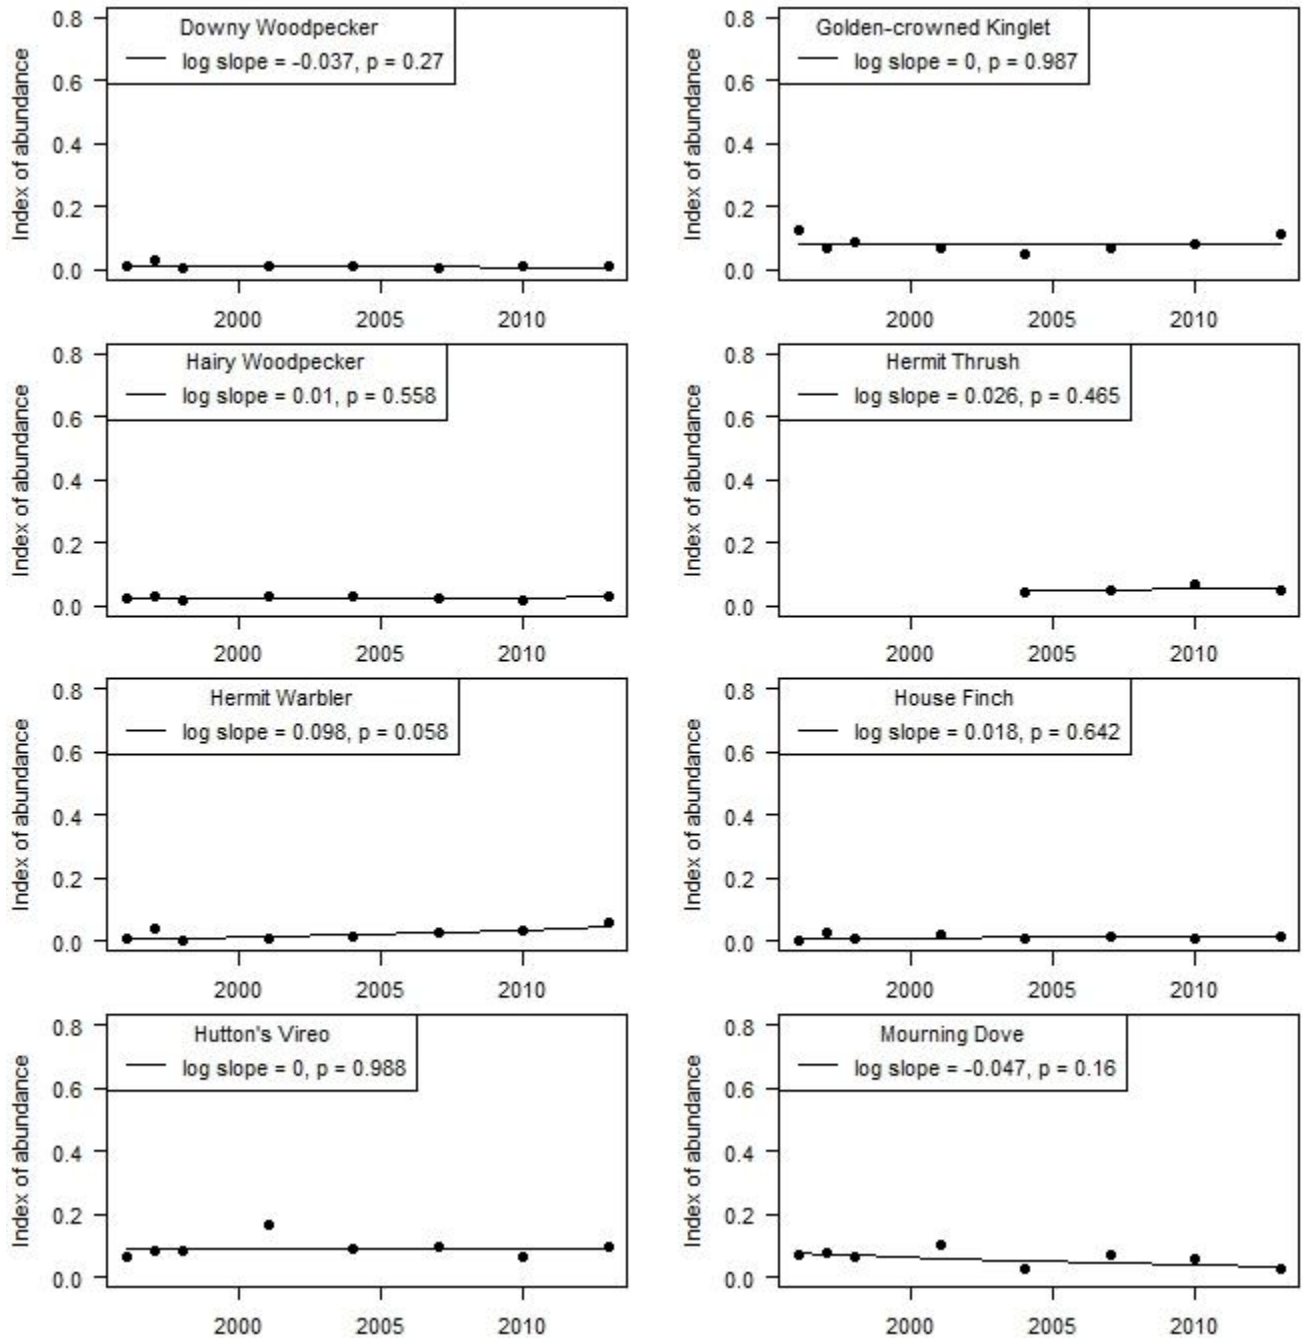 Downy Woodpecker
log slope = -0.037, p = 0.27
Index of abundance
0.8
0.6
0.4
0.2
0.0
2000 2005 2010
Golden-crowned Kinglet
log slope = 0, p = 0.987
Index of abundance
0.8
0.6
0.4
0.2
0.0
2000 2005 2010
Hairy Woodpecker
log slope = 0.01, p = 0.558
Index of abundance
0.8
0.6
0.4
0.2
0.0
2000 2005 2010
Hermit Thrush
log slope = 0.026, p = 0.465
Index of abundance
0.8
0.6
0.4
0.2
0.0
2000 2005 2010
Hermit Warbler
log slope = 0.098, p = 0.058
Index of abundance
0.8
0.6
0.4
0.2
0.0
2000 2005 2010
House Finch
log slope = 0.018, p = 0.642
Index of abundance
0.8
0.6
0.4
0.2
0.0
2000 2005 2010
Hutton's Vireo
log slope = 0, p = 0.988
Index of abundance
0.8
0.6
0.4
0.2
0.0
2000 2005 2010
Mourning Dove
log slope = -0.047, p = 0.16
Index of abundance
0.8
0.6
0.4
0.2
0.0
2000 2005 2010